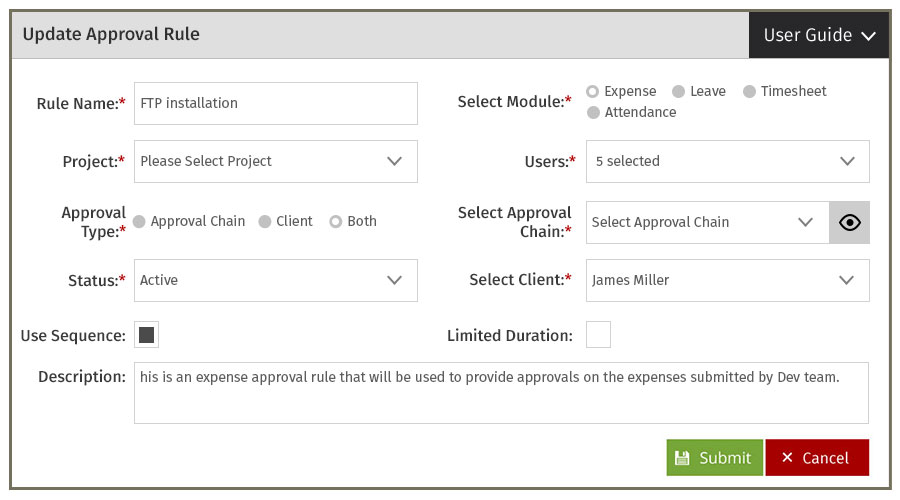 Update Approval Rule
User Guide
Rule Name:*
FTP installation
Select Module:*
Expense Leave Timesheet
Attendance
Project:*
Please Select Project
Users:*
5 selected
Approval
Type:*
Approval Chain Client Both
Select Approval
Chain:*
Select Approval Chain
Status:*
Active
Select Client:*
James Miller
Use Sequence:
Limited Duration:
Description:
his is an expense approval rule that will be used to provide approvals on the expenses submitted by Dev team.
Submit
Cancel